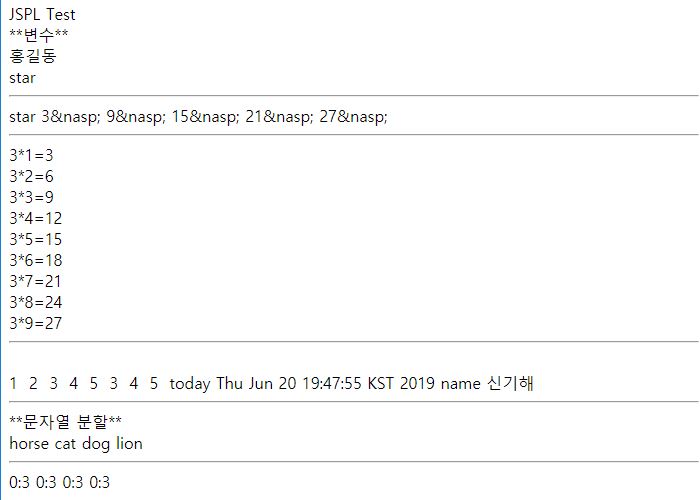 JSPL Test
**변수**
홍길동
star
star 3&nasp; 9&nasp; 15&nasp; 21&nasp; 27&nasp;
3*1=3
3*2=6
3*3=9
3*4=12
3*5=15
3*6=18
3*7=21
3*8=24
3*9=27
1 2 3 4 5 3 4 5 today Thu Jun 20 19:47:55 KST 2019 name 신기해
**문자열 분할**
horse cat dog lion
0:3 0:3 0:3 0:3